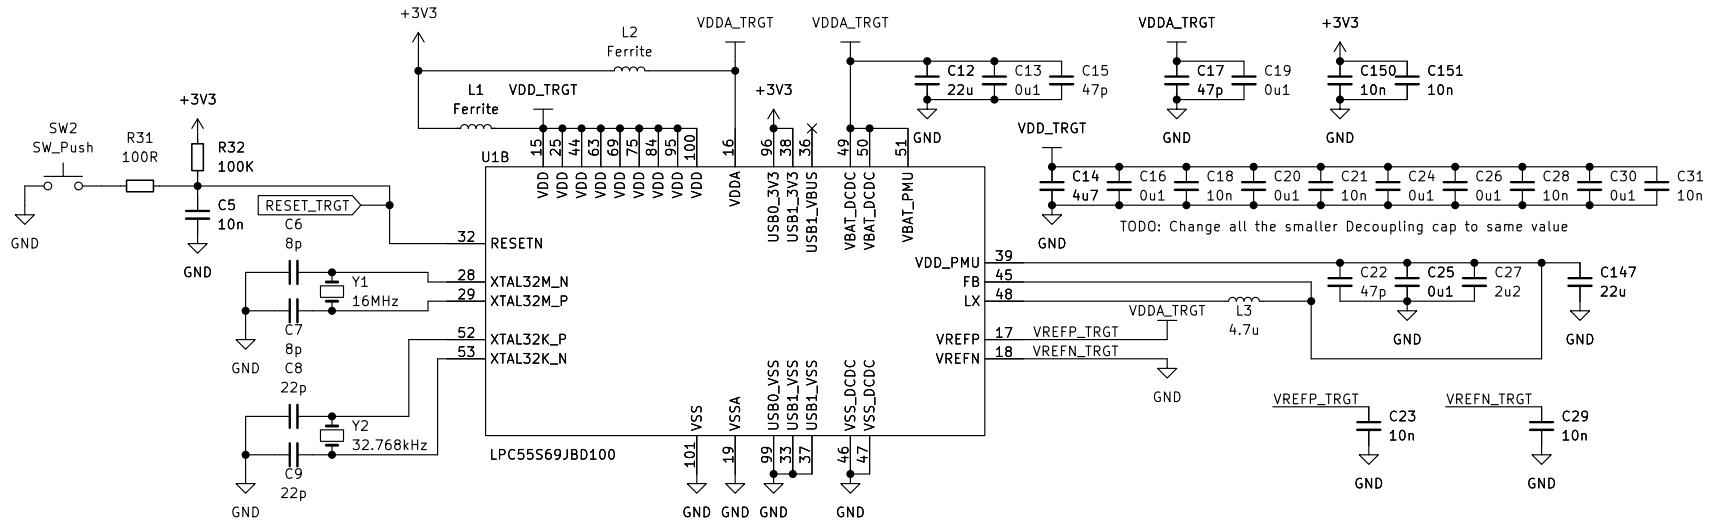 +3V3
L2
Ferrite
VDDA_TRGT
VDDA_TRGT
VDDA_TRGT
+3V3
L1
Ferrite
VDD_TRGT
+3V3
C12
22u
C13
0u1
C15
47p
GND
C17
47p
C19
0u1
GND
C150
10n
C151
10n
GND
+3V3
SW2
SW_Push
R31
100R
R32
100K
GND
RESET_TRGT
C5
10n
GND
U1B
15
25
44
63
69
75
84
95
100
16
96
38
36
49
50
51
VDD
VDD
VDD
VDD
VDD
VDD
VDD
VDD
VDD
VDDA
USB0_3V3
USB1_3V3
USB1_VBUS
VBAT_DCDC
VBAT_DCDC
VBAT_PMU
VDD_TRGT
C14
4u7
C16
0u1
C18
10n
C20
0u1
C21
10n
C24
0u1
C26
0u1
C28
10n
C30
0u1
C31
10n
GND
TODO: Change all the smaller Decoupling cap to same value
32
RESETN
C6
8p
Y1
16MHz
28
XTAL32M_N
29
XTAL32M_P
C7
8p
GND
52
XTAL32K_P
53
XTAL32K_N
C8
22p
Y2
32.768kHz
C9
22p
GND
VDD_PMU
39
FB
45
LX
48
VREFP
17
VREFP_TRGT
VREFN
18
VREFN_TRGT
VDDA_TRGT
GND
L3
4.7u
C22
47p
C25
0u1
C27
2u2
GND
C147
22u
GND
VSS
VSSA
USB0_VSS
USB1_VSS
USB1_VSS
VSS_DCDC
VSS_DCDC
101
19
99
33
37
46
47
LPC55S69JBD100
GND
GND
GND
GND
VREFP_TRGT
C23
10n
GND
VREFN_TRGT
C29
10n
GND